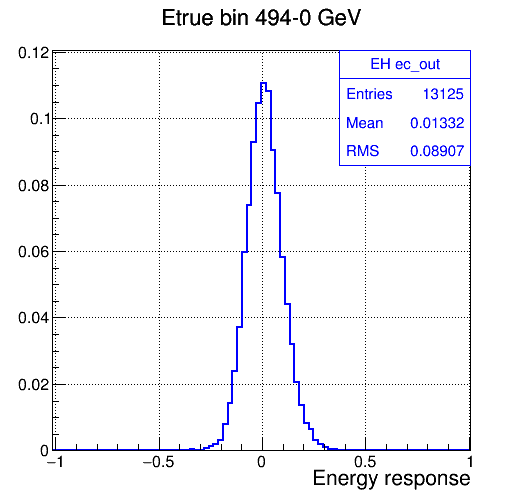 Etrue bin 494-0 GeV
0.12
EH ec_out
Entries 13125
0.1
Mean 0.01332
RMS 0.08907
0.08
0.06
0.04
0.02
0
−1 −0.5 0 0.5 1
Energy response